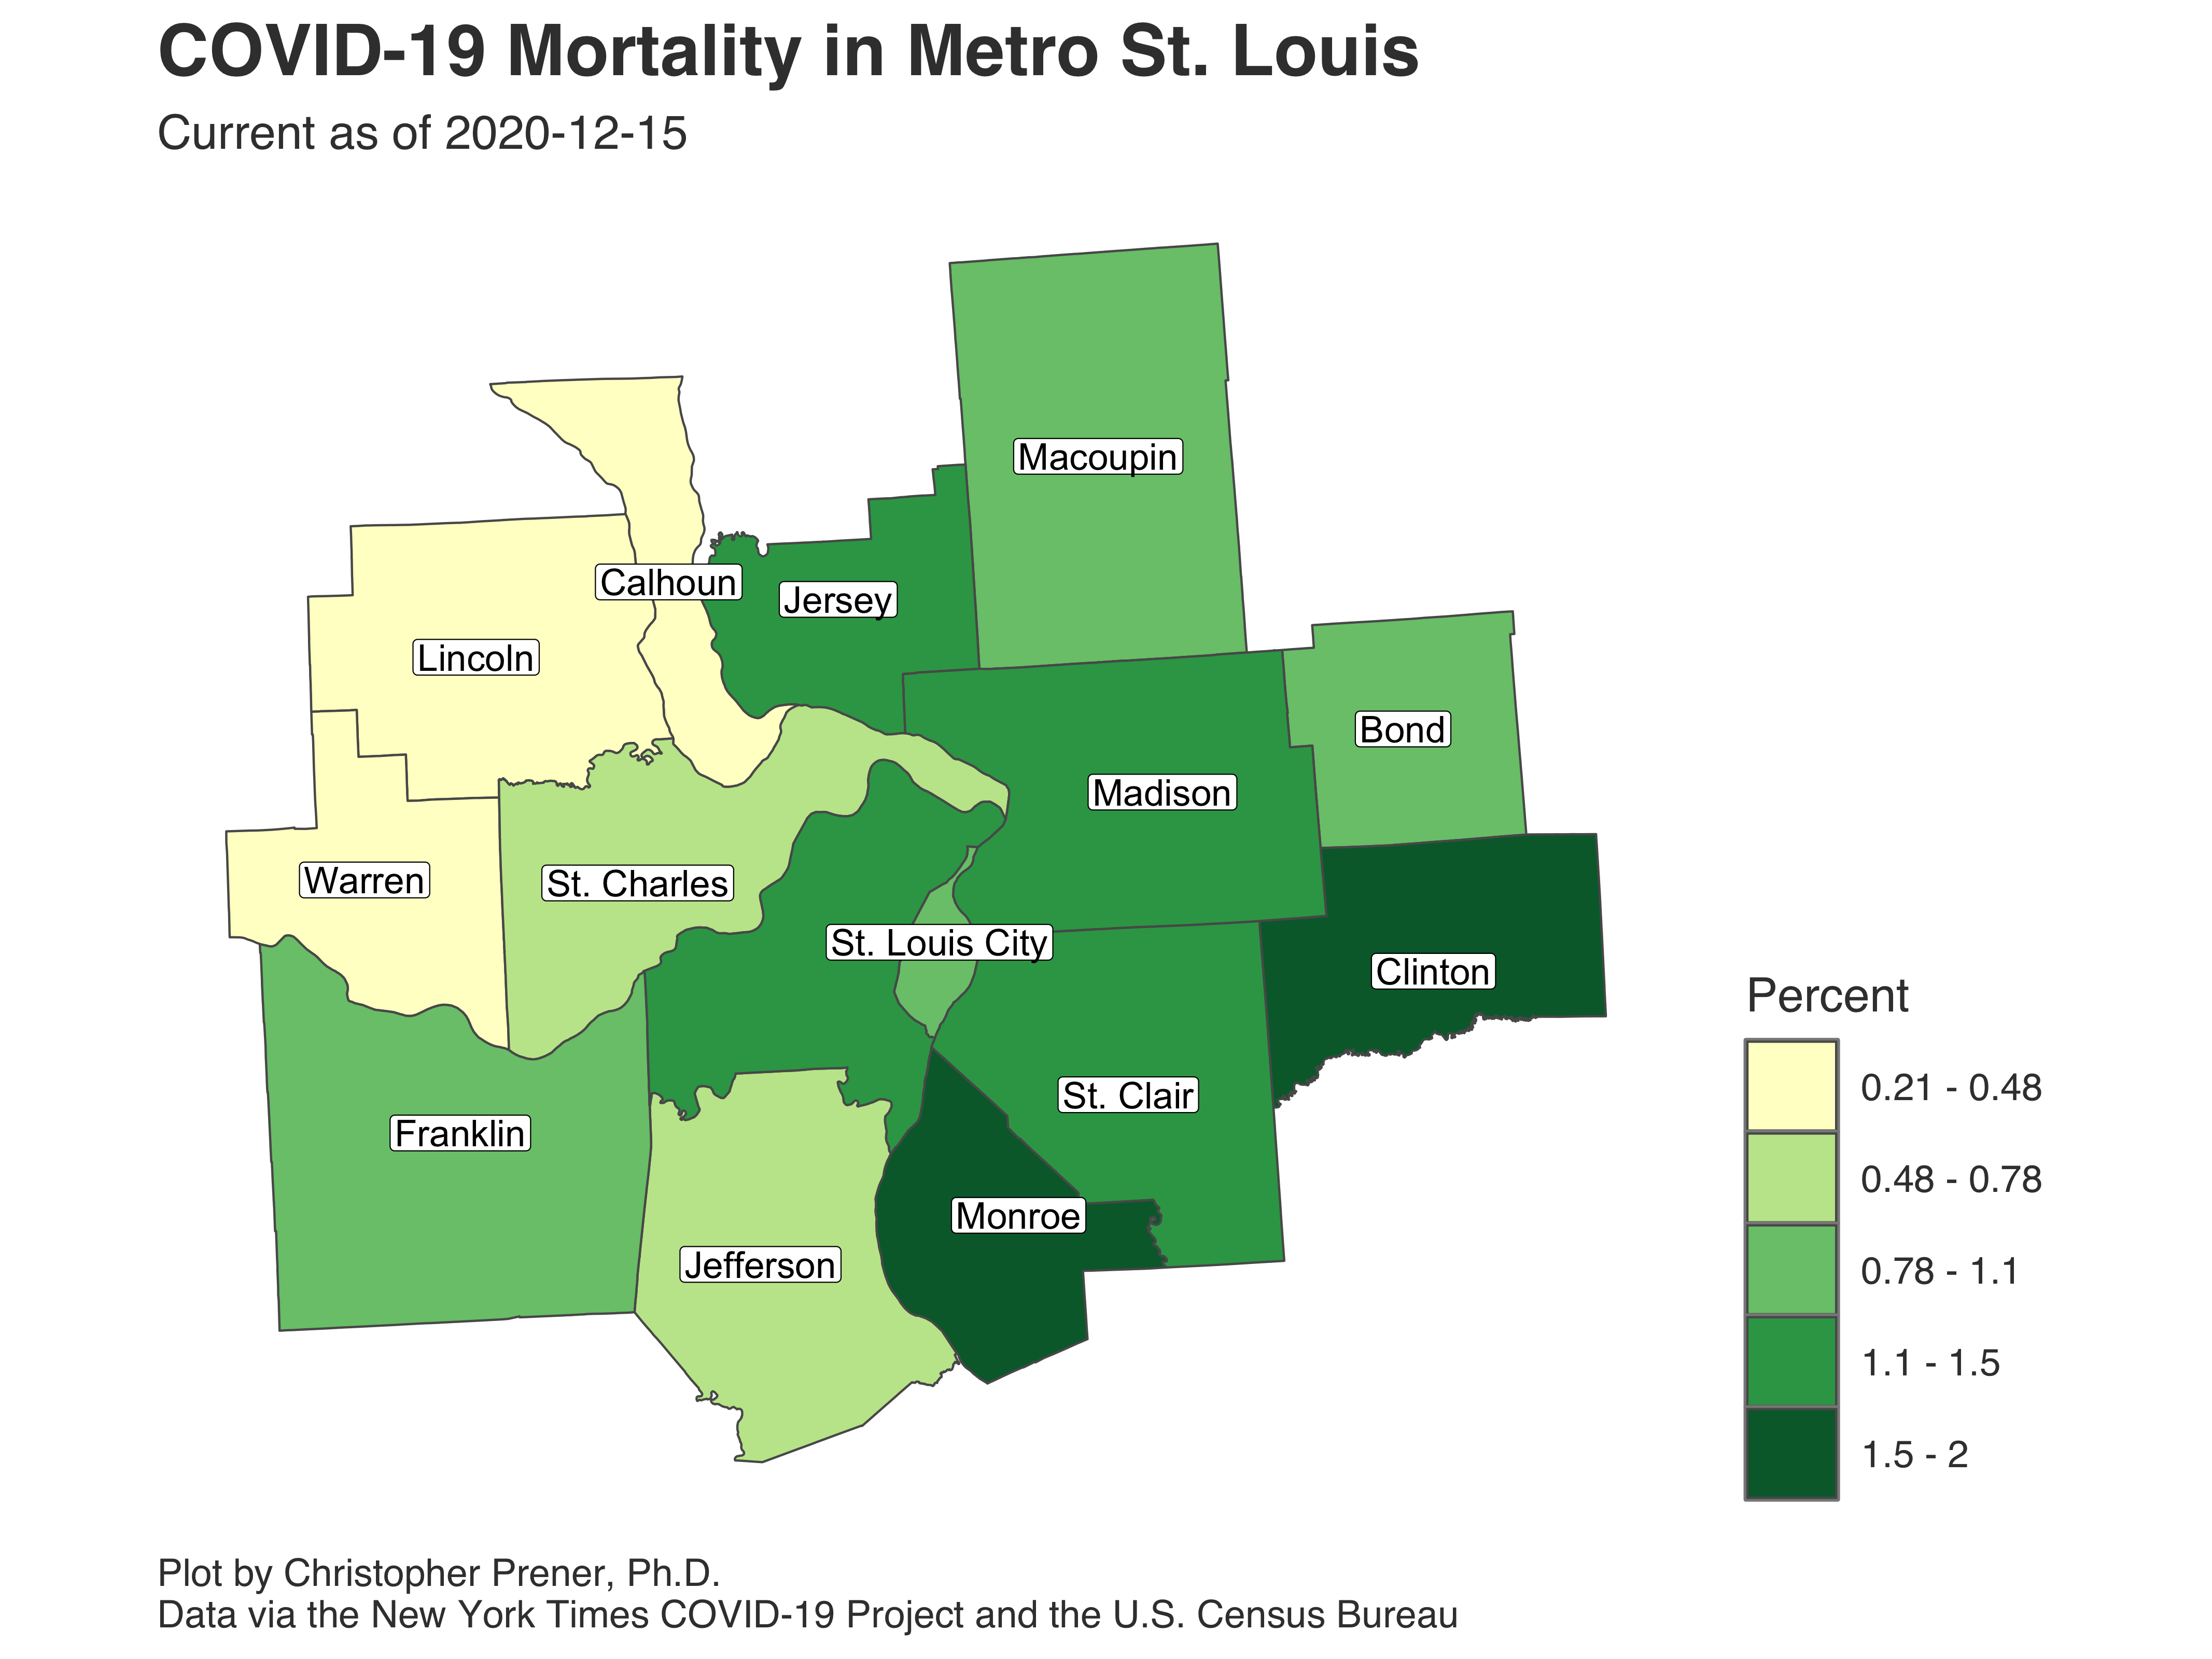 COVID-19 Mortality in Metro St. Louis
Current as of 2020-12-15
Macoupin
Calhoun
Jersey
Lincoln
Bond
Madison
Warren
St. Charles
St. Louis City
Clinton
St. Clair
Franklin
Monroe
Jefferson
Percent
0.21 - 0.48
0.48 - 0.78
0.78 - 1.1
1.1 - 1.5
1.5 - 2
Plot by Christopher Prener, Ph.D.
Data via the New York Times COVID-19 Project and the U.S. Census Bureau